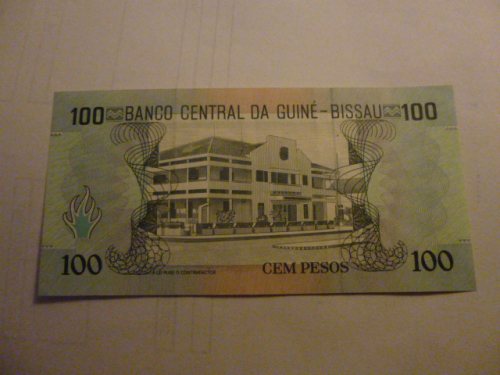 100 BANCO CENTRAL DA GUINÉ-BISSAU 100
100 CEM PESOS 100